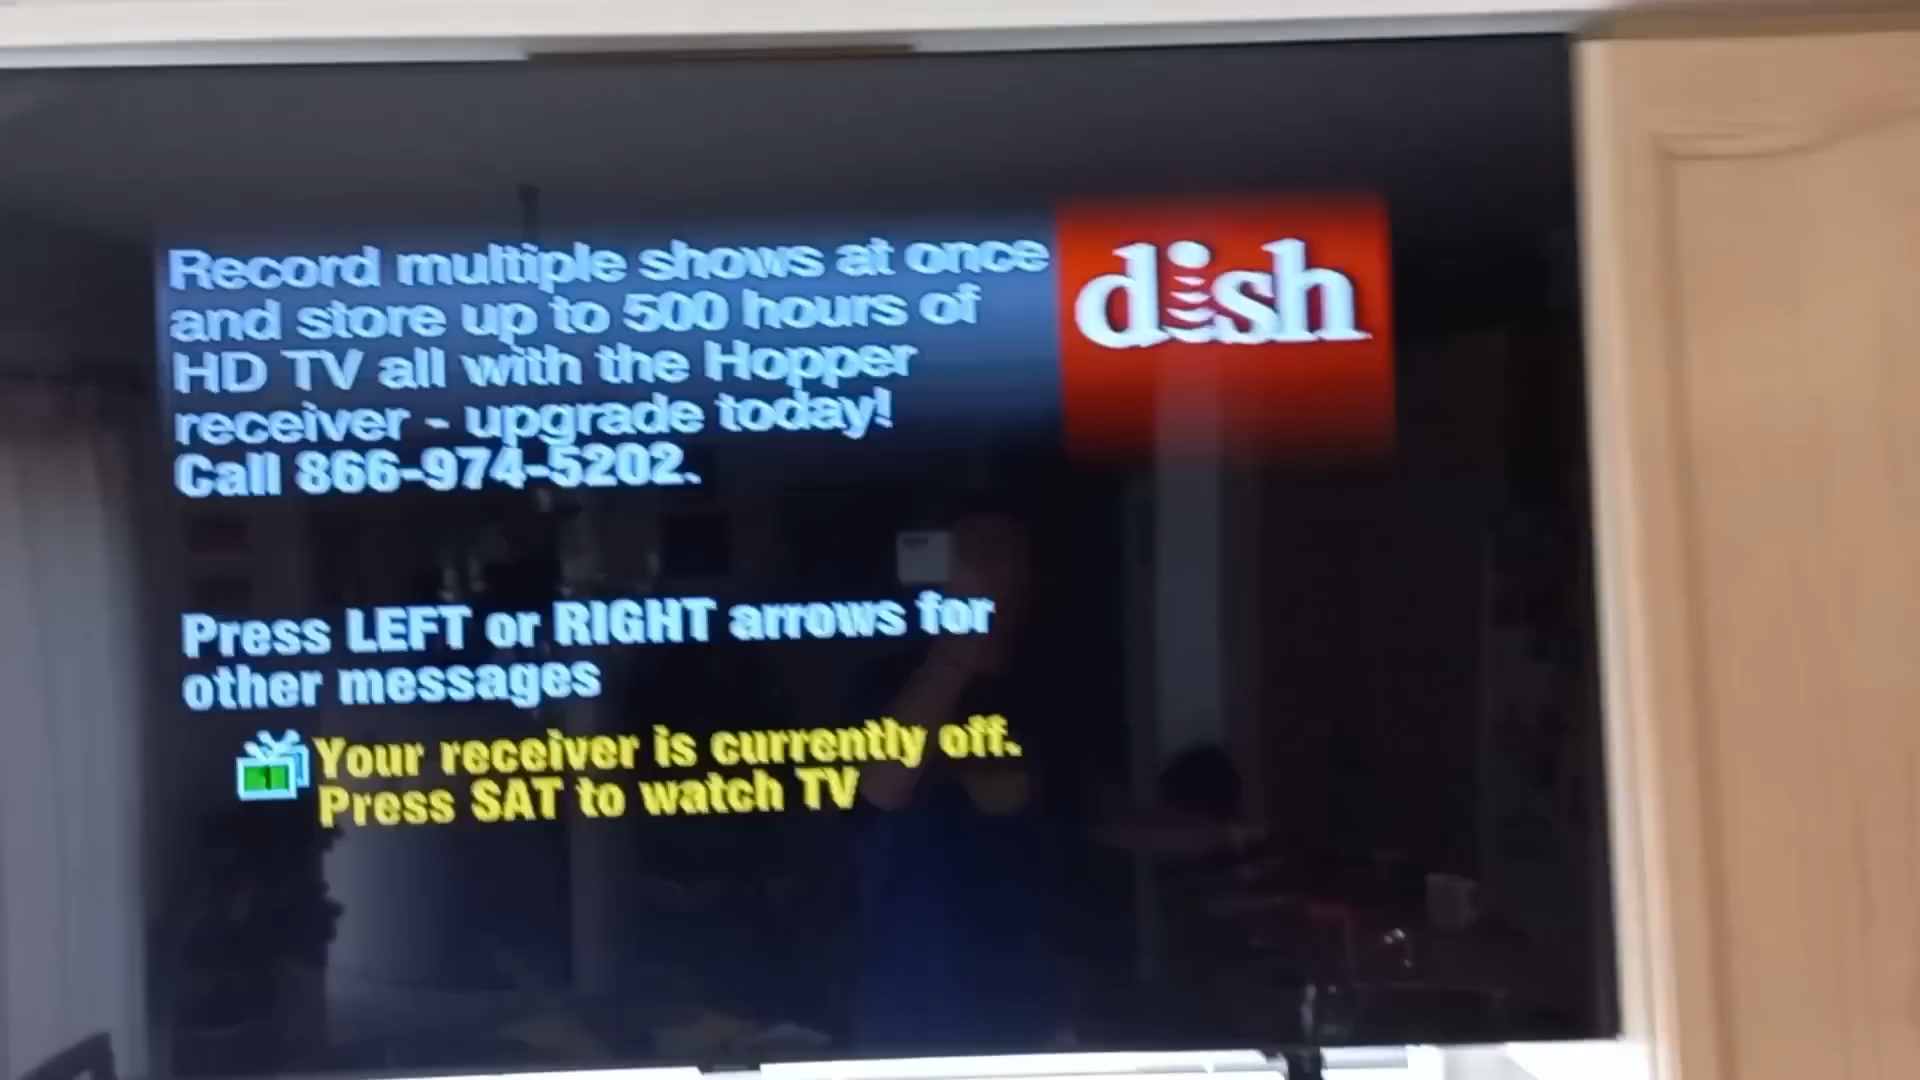 Record multiple shows at once
and store up to 500 hours of
HD TV all with the Hopper
receiver - upgrade today!
Call 866-974-5202.
dish
Press LEFT or RIGHT arrows for
other messages
Your receiver is currently off.
Press SAT to watch TV